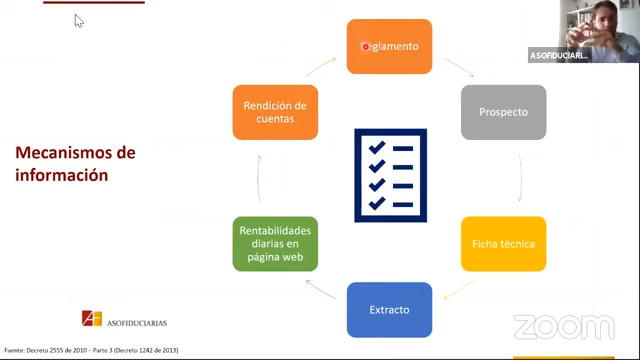 Mecanismos de
información
Reglamento
Prospecto
Ficha técnica
Extracto
Rentabilidades
diarias en
página web
Rendición de
cuentas
ASOFIDUCIARIAS
Fuente: Decreto 2555 de 2010 – Parte 3 (Decreto 1242 de 2013)
ASOFIDUCIARI...
zoom